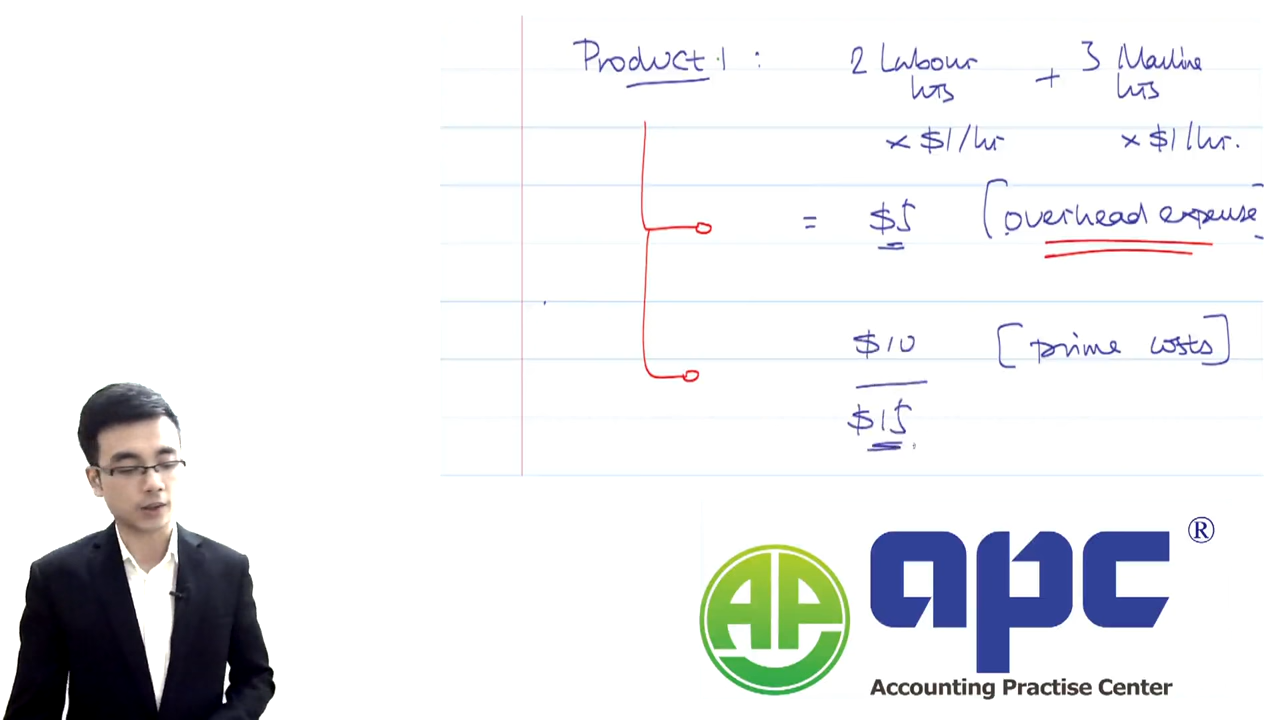 Product 1 : 2 Labour hrs + 3 Machine hrs
× $1/hr × $1/hr.
= $5 [overhead expense]
$10 [prime costs]
$15
AP
apc®
Accounting Practise Center